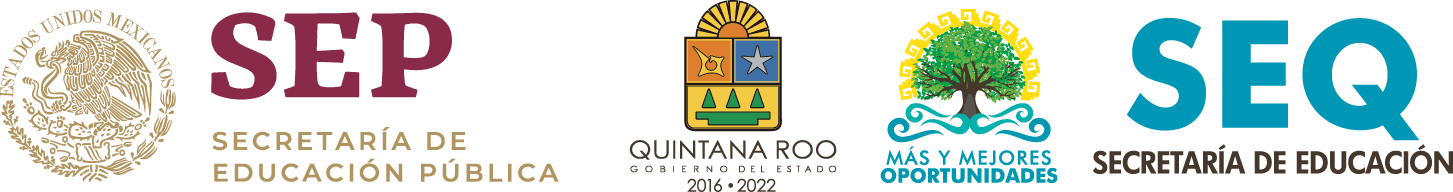 ESTADOS UNIDOS MEXICANOS
SEP
SECRETARÍA DE
EDUCACIÓN PÚBLICA
QUINTANA ROO
GOBIERNO DEL ESTADO
2016 • 2022
MÁS Y MEJORES
OPORTUNIDADES
SEQ
SECRETARÍA DE EDUCACIÓN